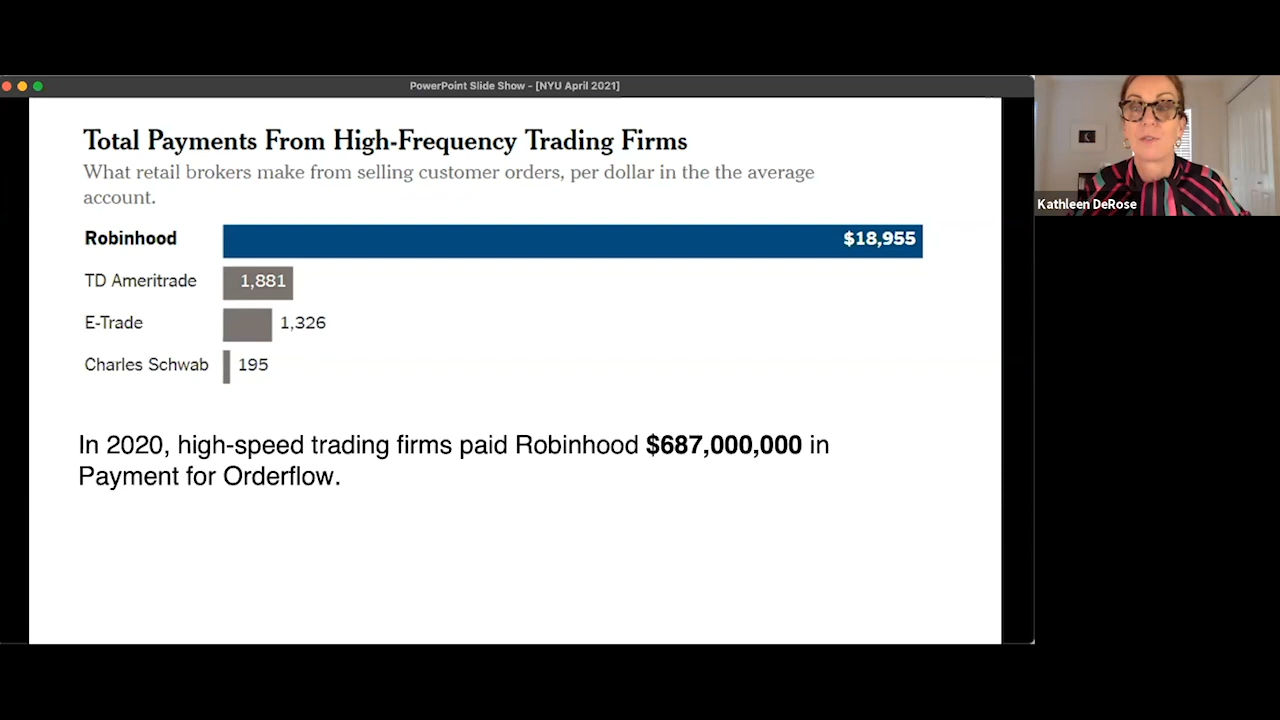 PowerPoint Slide Show - [NYU April 2021]
Total Payments From High-Frequency Trading Firms
What retail brokers make from selling customer orders, per dollar in the the average
account.
Robinhood $18,955
TD Ameritrade 1,881
E-Trade 1,326
Charles Schwab 195
In 2020, high-speed trading firms paid Robinhood $687,000,000 in
Payment for Orderflow.
Kathleen DeRose